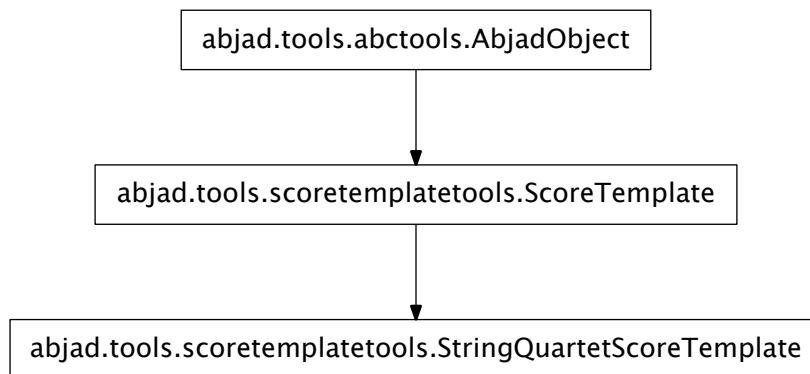 abjad.tools.abctools.AbjadObject
abjad.tools.scoretemplatetools.ScoreTemplate
abjad.tools.scoretemplatetools.StringQuartetScoreTemplate